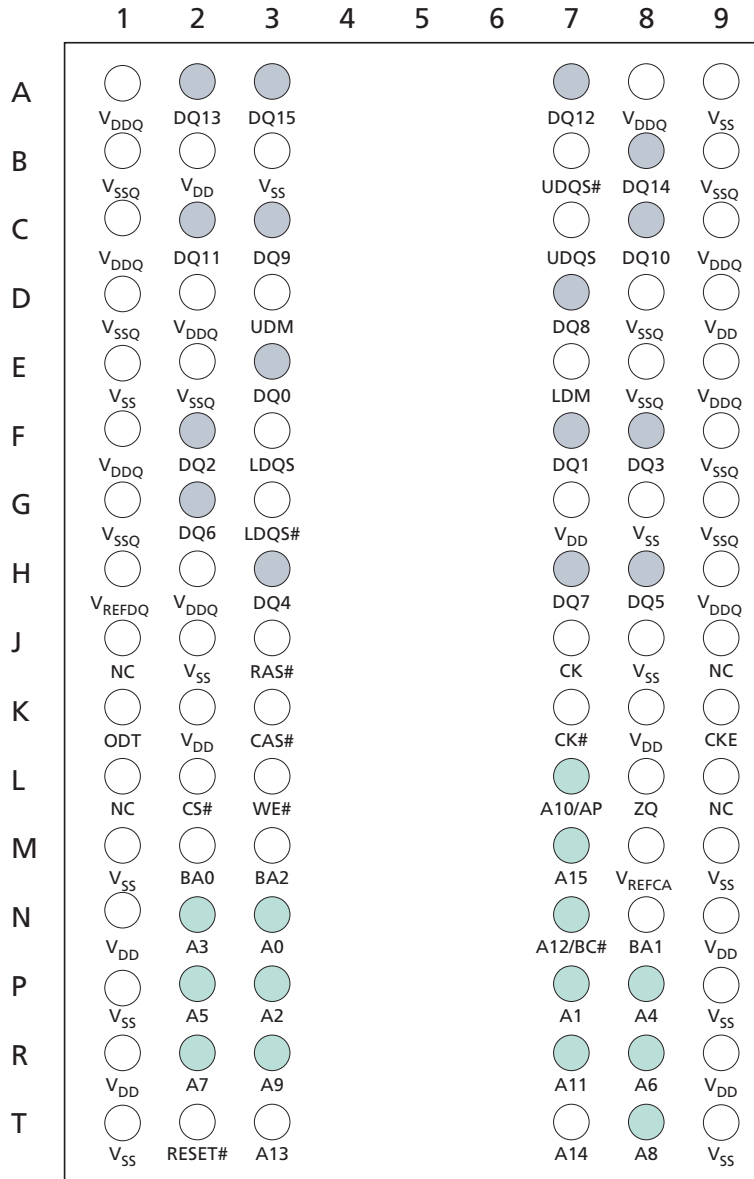 1 2 3 4 5 6 7 8 9
A
VDDQ DQ13 DQ15 DQ12 VDDQ VSS
B
VSSQ VDD VSS UDQS# DQ14 VSSQ
C
VDDQ DQ11 DQ9 UDQS DQ10 VDDQ
D
VSSQ VDDQ UDM DQ8 VSSQ VDD
E
VSS VSSQ DQ0 LDM VSSQ VDDQ
F
VDDQ DQ2 LDQS DQ1 DQ3 VSSQ
G
VSSQ DQ6 LDQS# VDD VSS VSSQ
H
VREFDQ VDDQ DQ4 DQ7 DQ5 VDDQ
J
NC VSS RAS# CK VSS NC
K
ODT VDD CAS# CK# VDD CKE
L
NC CS# WE# A10/AP ZQ NC
M
VSS BA0 BA2 A15 VREFCA VSS
N
VDD A3 A0 A12/BC# BA1 VDD
P
VSS A5 A2 A1 A4 VSS
R
VDD A7 A9 A11 A6 VDD
T
VSS RESET# A13 A14 A8 VSS